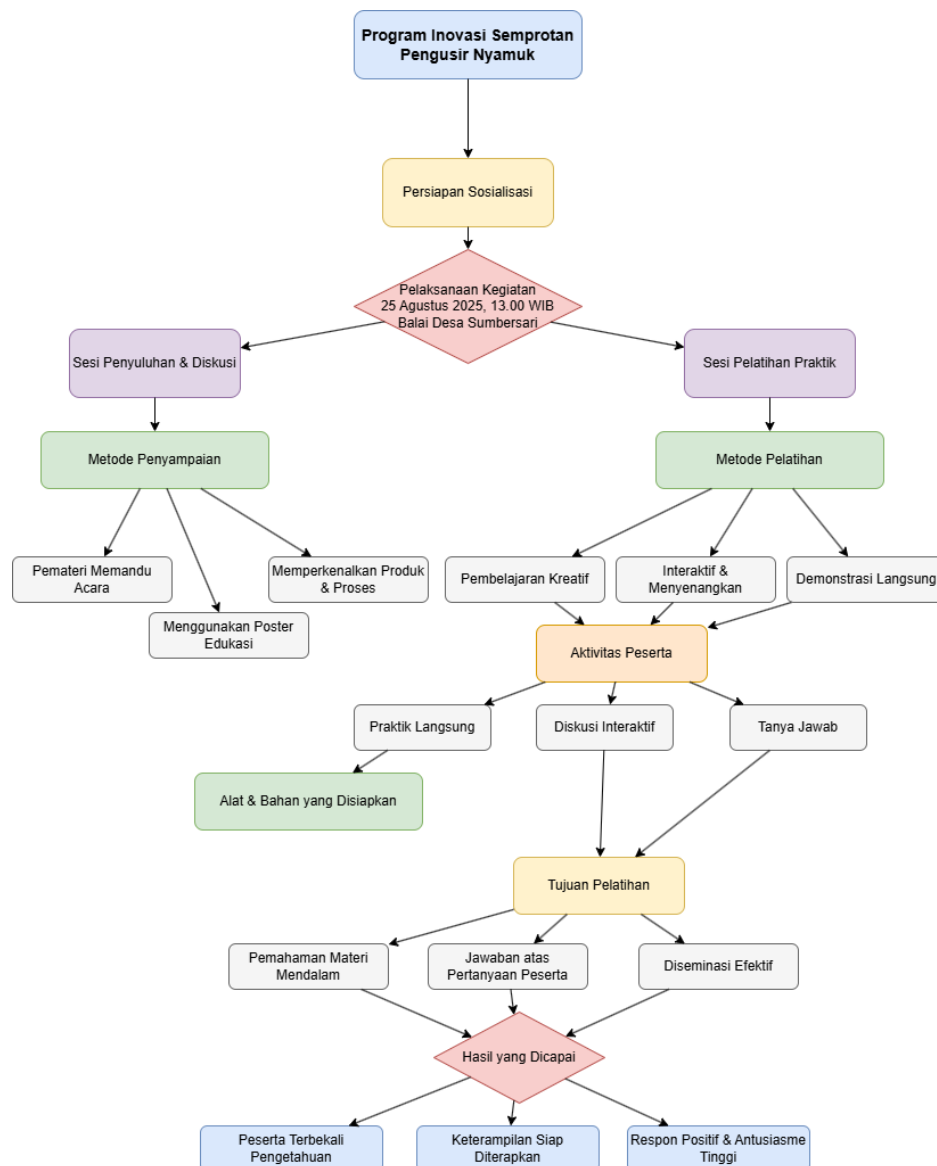 Program Inovasi Semprotan
Pengusir Nyamuk
Persiapan Sosialisasi
Pelaksanaan Kegiatan
25 Agustus 2025, 13.00 WIB
Balai Desa Sumbersari
Sesi Penyuluhan & Diskusi
Sesi Pelatihan Praktik
Metode Penyampaian
Metode Pelatihan
Pemateri Memandu
Acara
Menggunakan Poster
Edukasi
Memperkenalkan Produk
& Proses
Pembelajaran Kreatif
Interaktif &
Menyenangkan
Demonstrasi Langsung
Aktivitas Peserta
Praktik Langsung
Diskusi Interaktif
Tanya Jawab
Alat & Bahan yang Disiapkan
Tujuan Pelatihan
Pemahaman Materi
Mendalam
Jawaban atas
Pertanyaan Peserta
Diseminasi Efektif
Hasil yang Dicapai
Peserta Terbekali
Pengetahuan
Keterampilan Siap
Diterapkan
Respon Positif & Antusiasme
Tinggi